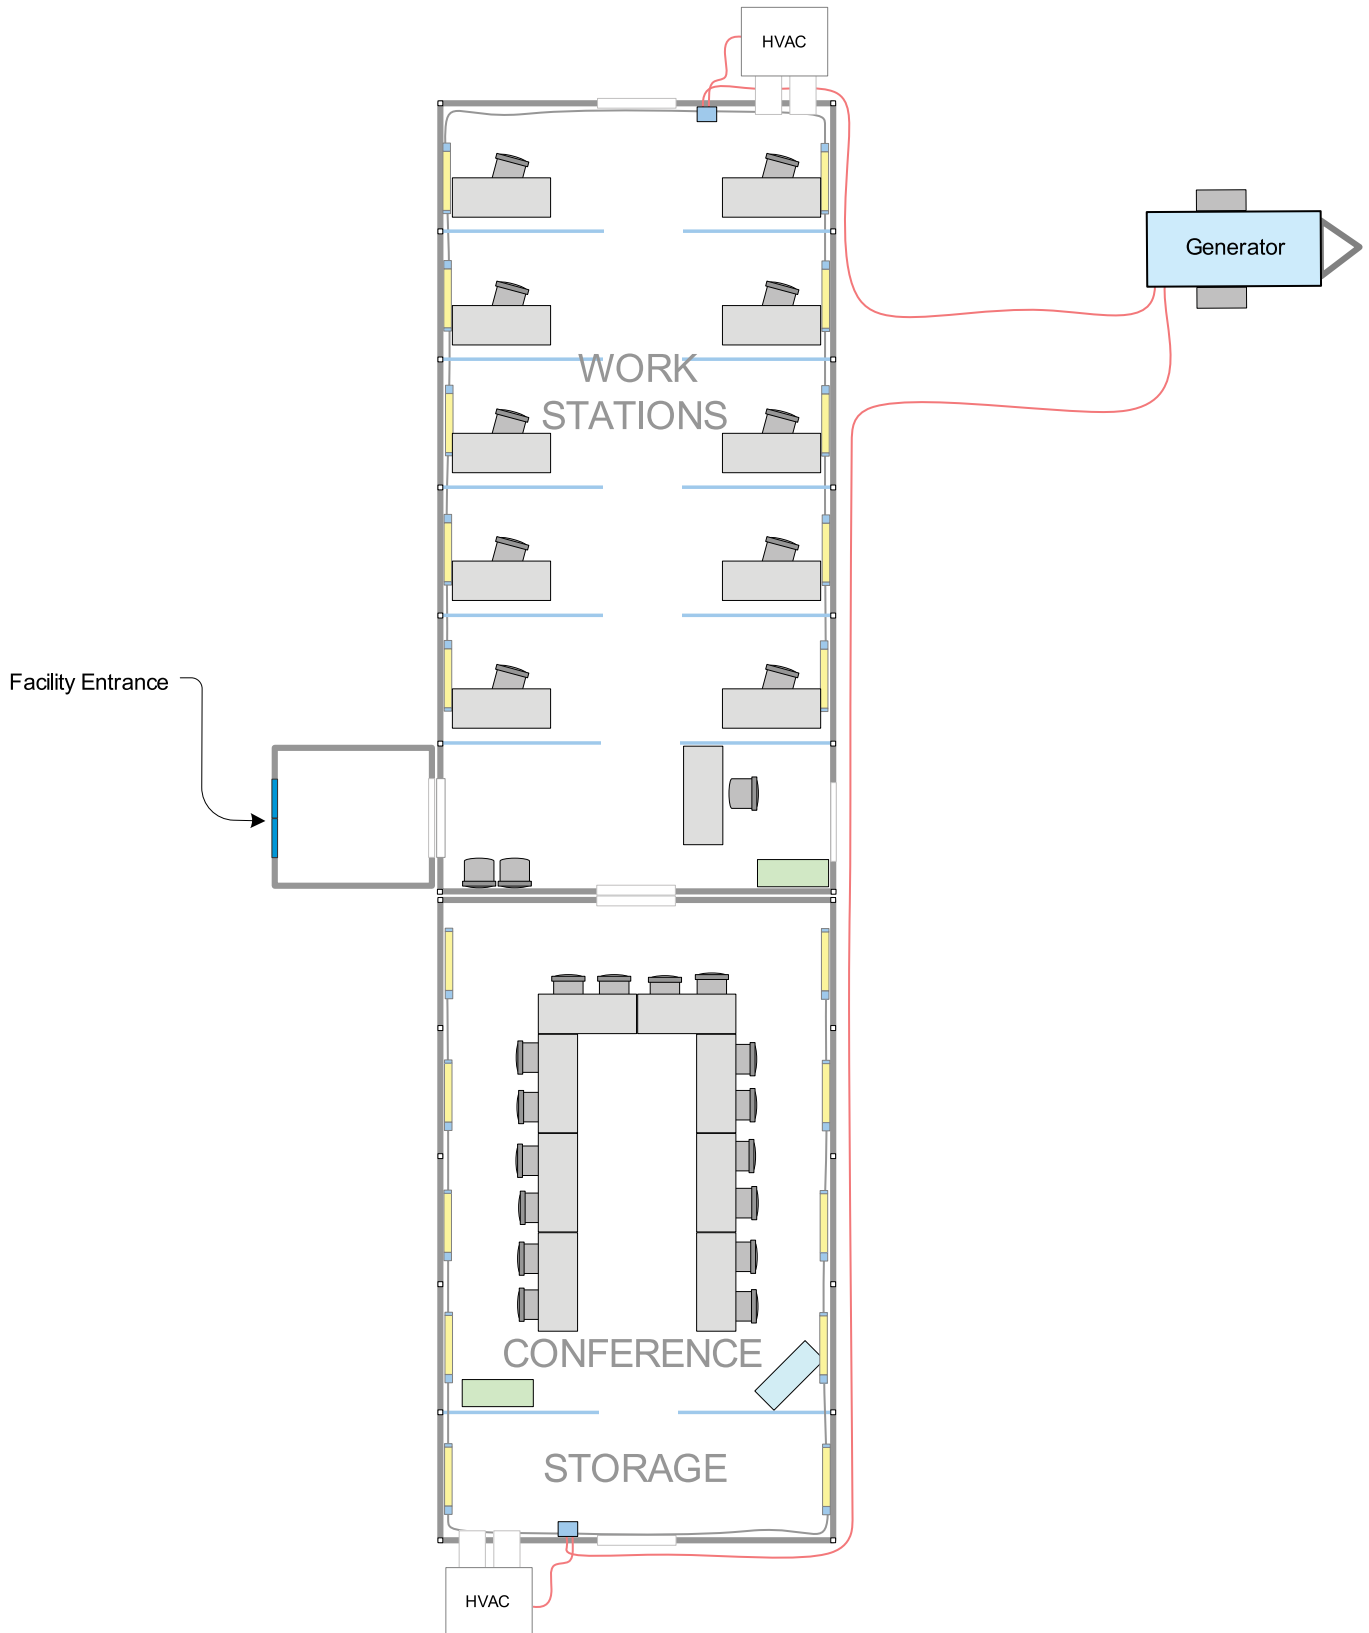 HVAC
Generator
WORK
STATIONS
Facility Entrance
CONFERENCE
STORAGE
HVAC